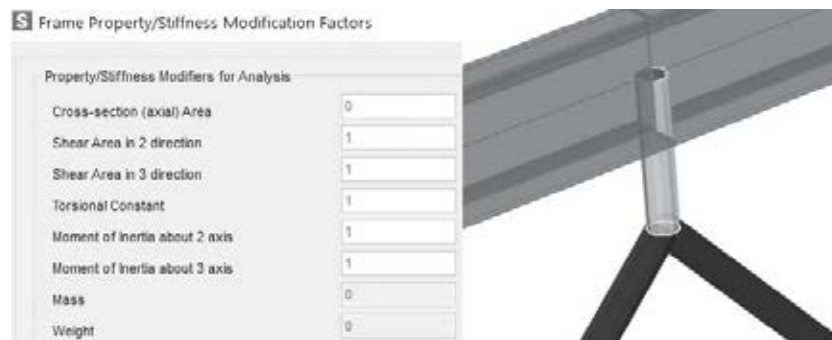 S Frame Property/Stiffness Modification Factors
Property/Stiffness Modifiers for Analysis
Cross-section (axial) Area 0
Shear Area in 2 direction 1
Shear Area in 3 direction 1
Torsional Constant 1
Moment of Inertia about 2 axis 1
Moment of Inertia about 3 axis 1
Mass 0
Weight 0